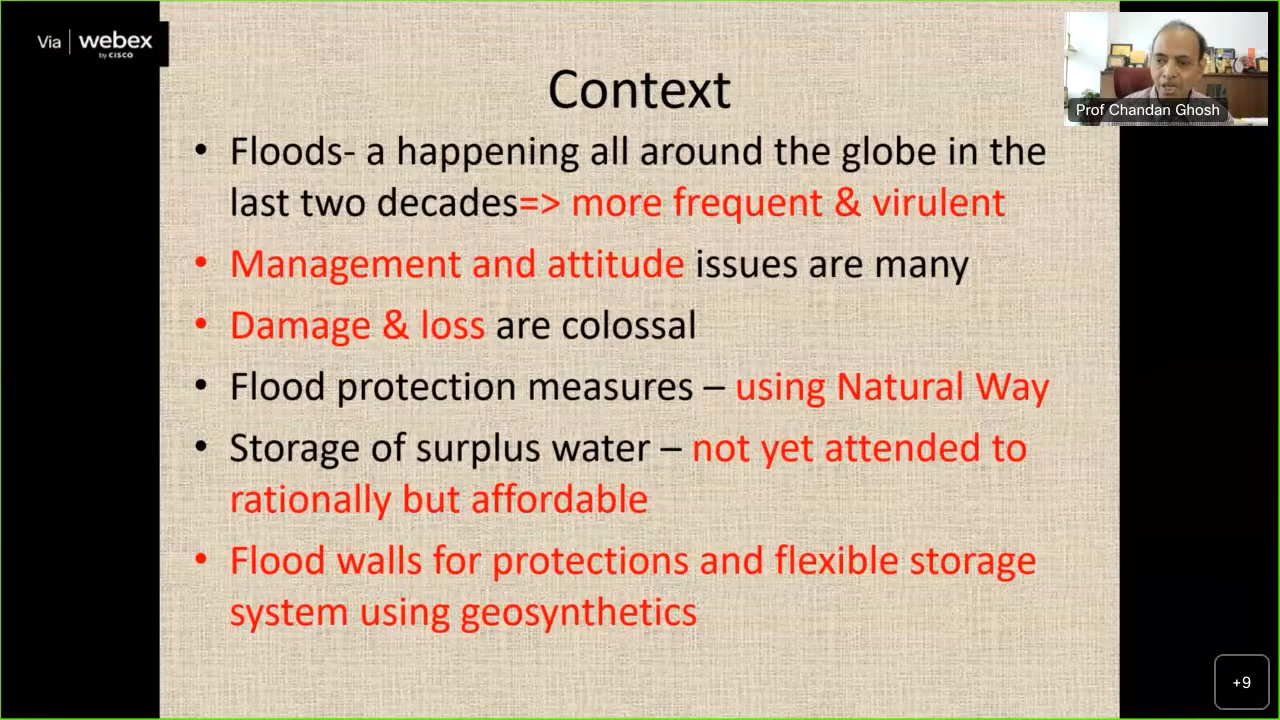 Via | webex
by CISCO
Prof Chandan Ghosh
Context
• Floods- a happening all around the globe in the
last two decades=> more frequent & virulent
• Management and attitude issues are many
• Damage & loss are colossal
• Flood protection measures – using Natural Way
• Storage of surplus water – not yet attended to
rationally but affordable
• Flood walls for protections and flexible storage
system using geosynthetics
+9